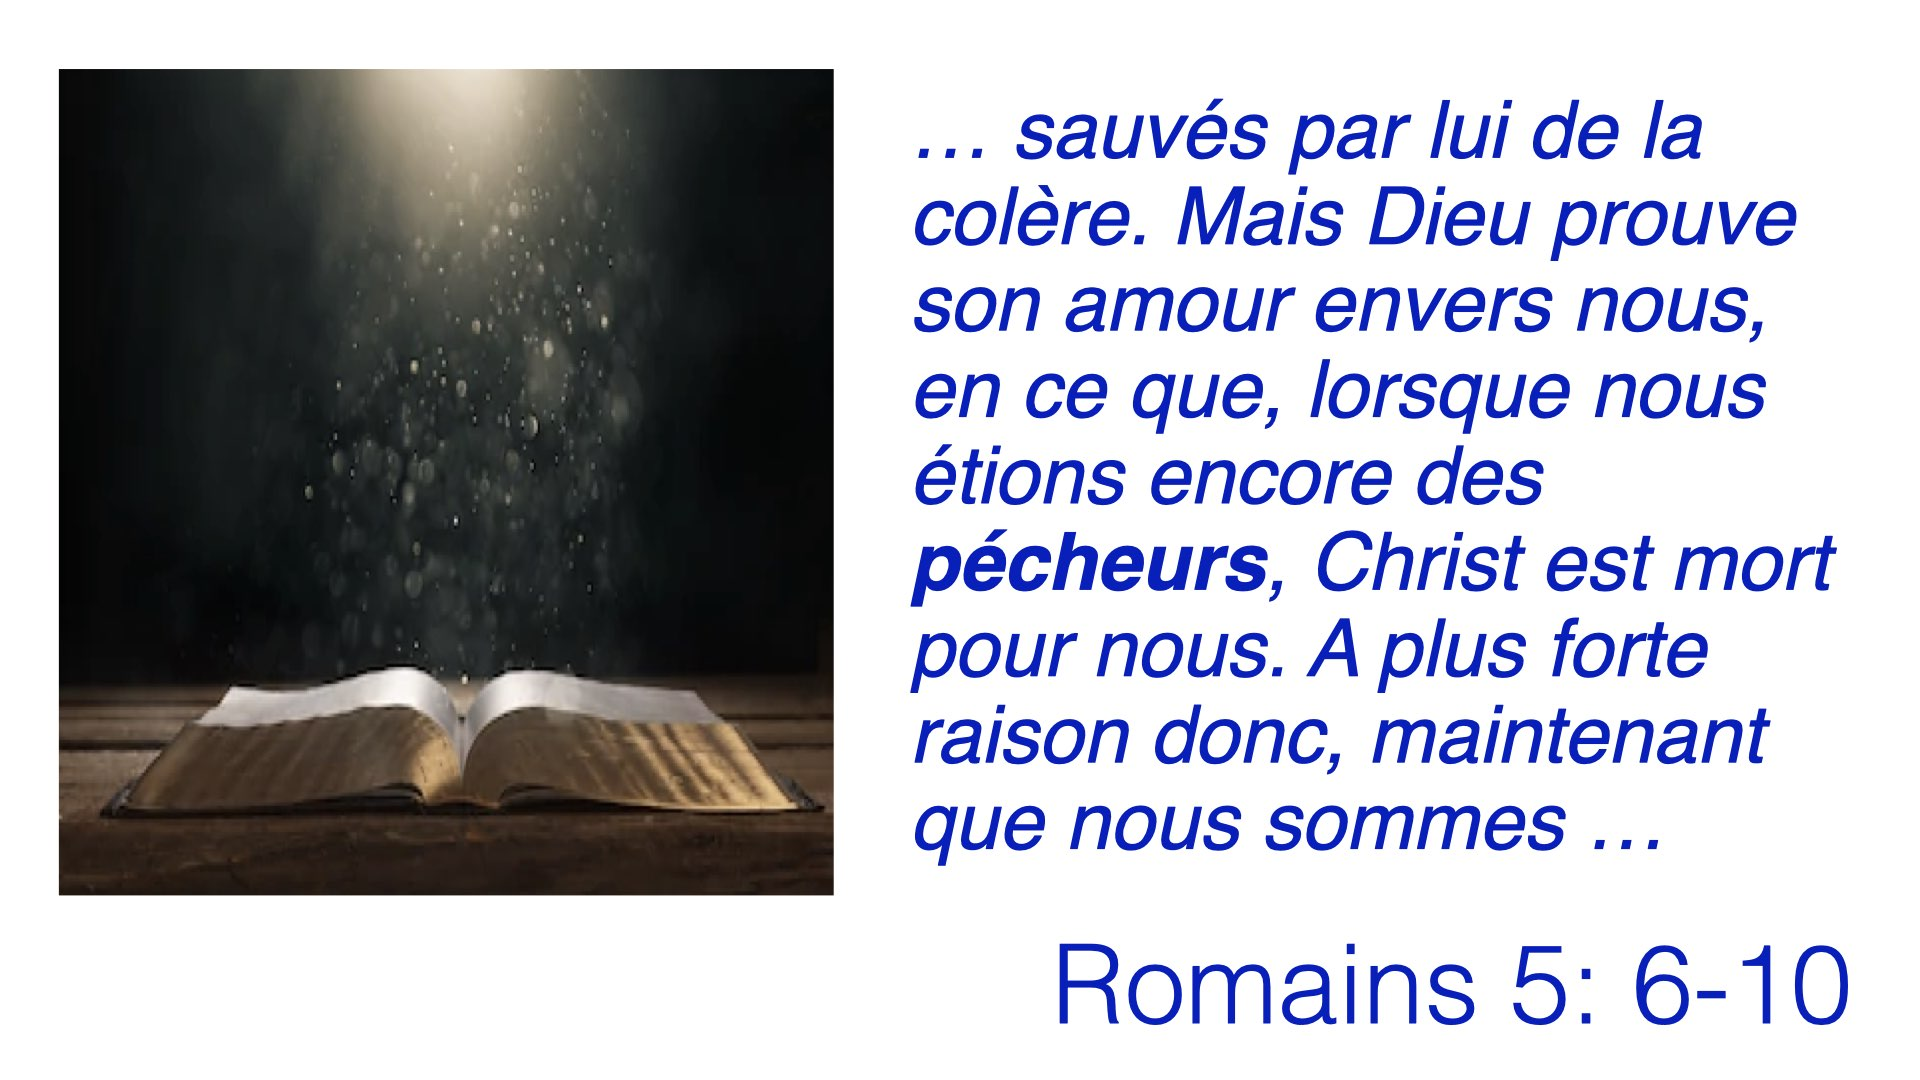 … sauvés par lui de la
colère. Mais Dieu prouve
son amour envers nous,
en ce que, lorsque nous
étions encore des
pécheurs, Christ est mort
pour nous. A plus forte
raison donc, maintenant
que nous sommes …
Romains 5: 6-10